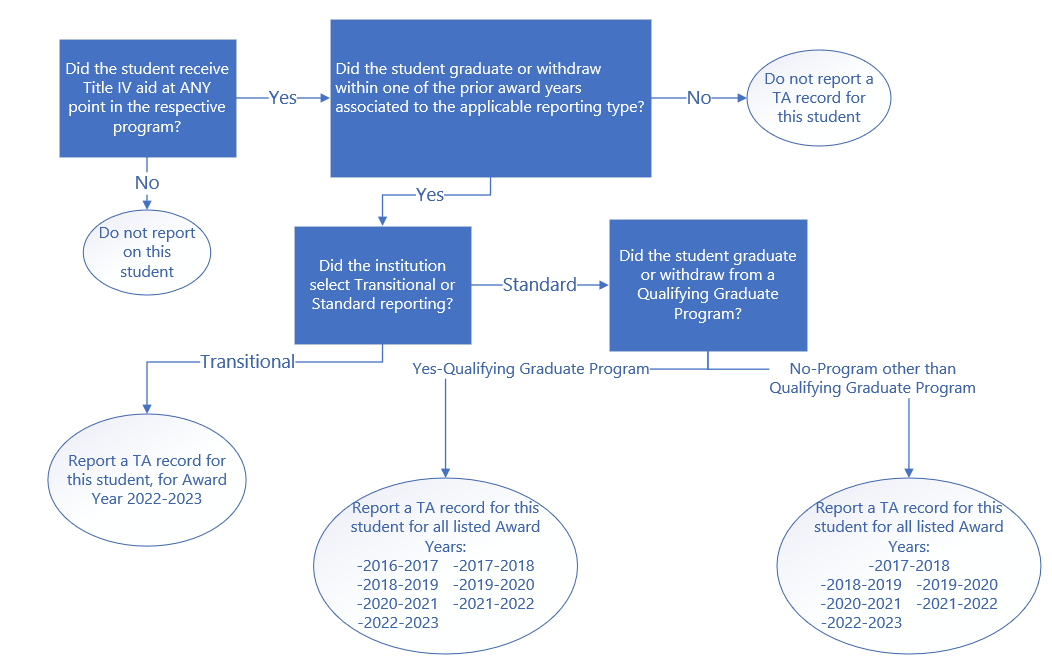 Did the student receive
Title IV aid at ANY
point in the respective
program?
Yes
Did the student graduate or withdraw
within one of the prior award years
associated to the applicable reporting type?
No
Do not report a
TA record for
this student
No
Do not report
on this
student
Yes
Did the institution
select Transitional or
Standard reporting?
Standard
Did the student graduate
or withdraw from a
Qualifying Graduate
Program?
Transitional
Yes-Qualifying Graduate Program
No-Program other than
Qualifying Graduate Program
Report a TA record for
this student, for Award
Year 2022-2023
Report a TA record for this
student for all listed Award
Years:
-2016-2017 -2017-2018
-2018-2019 -2019-2020
-2020-2021 -2021-2022
-2022-2023
Report a TA record for this
student for all listed Award
Years:
-2017-2018
-2018-2019 -2019-2020
-2020-2021 -2021-2022
-2022-2023